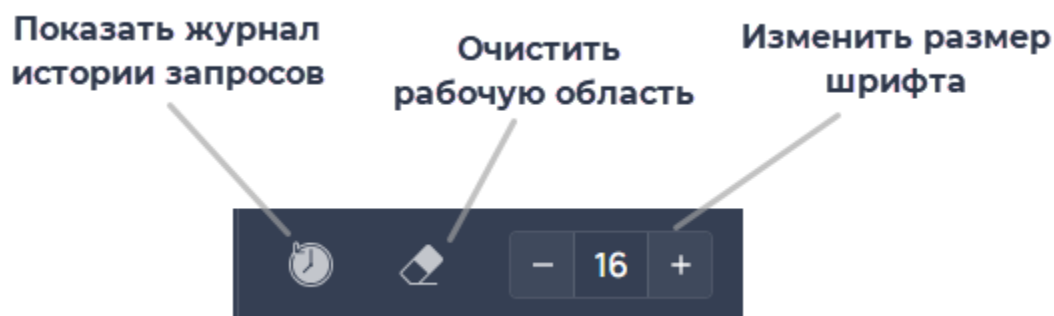 Показать журнал
истории запросов
Очистить
рабочую область
Изменить размер
шрифта
− 16 +